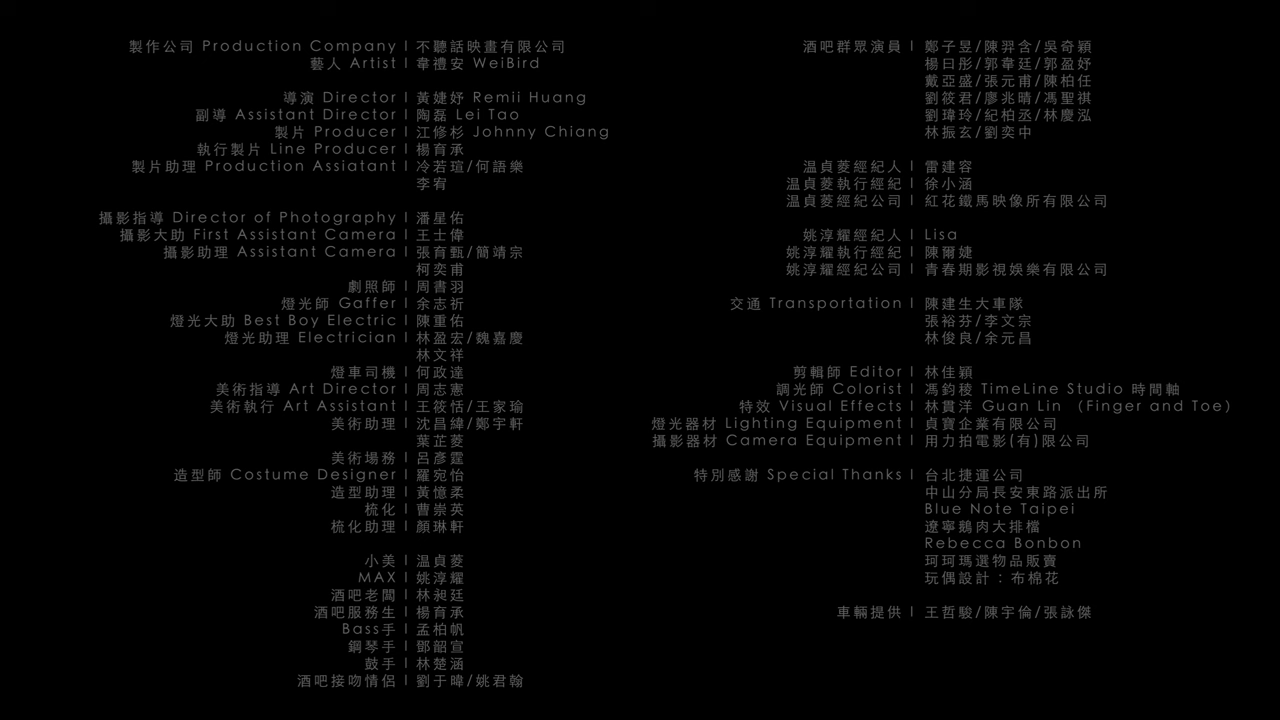 製作公司 Production Company | 不聽話映畫有限公司
藝人 Artist | 韋禮安 WeiBird
導演 Director | 黃婕妤 Remii Huang
副導 Assistant Director | 陶磊 Lei Tao
製片 Producer | 江修杉 Johnny Chiang
執行製片 Line Producer | 楊育承
製片助理 Production Assiatant | 冷若瑄/何語樂
李宥
攝影指導 Director of Photography | 潘星佑
攝影大助 First Assistant Camera | 王士偉
攝影助理 Assistant Camera | 張育甄/簡靖宗
柯奕甫
劇照師 | 周書羽
燈光師 Gaffer | 余志祈
燈光大助 Best Boy Electric | 陳重佑
燈光助理 Electrician | 林盈宏/魏嘉慶
林文祥
燈車司機 | 何政達
美術指導 Art Director | 周志憲
美術執行 Art Assistant | 王筱恬/王家瑜
美術助理 | 沈昌緯/鄭宇軒
葉芷菱
美術場務 | 呂彥霆
造型師 Costume Designer | 羅宛怡
造型助理 | 黃憶柔
梳化 | 曹崇英
梳化助理 | 顏琳軒
小美 | 温貞菱
MAX | 姚淳耀
酒吧老闆 | 林昶廷
酒吧服務生 | 楊育承
Bass手 | 孟柏帆
鋼琴手 | 鄧韶宣
鼓手 | 林楚涵
酒吧接吻情侶 | 劉于暐/姚君翰
酒吧群眾演員 | 鄭子昱/陳羿含/吳奇穎
楊曰彤/郭韋廷/郭盈妤
戴亞盛/張元甫/陳柏任
劉筱君/廖兆晴/馮聖祺
劉瑋玲/紀柏丞/林慶泓
林振玄/劉奕中
温貞菱經紀人 | 雷建容
温貞菱執行經紀 | 徐小涵
温貞菱經紀公司 | 紅花鐵馬映像所有限公司
姚淳耀經紀人 | Lisa
姚淳耀執行經紀 | 陳爾婕
姚淳耀經紀公司 | 青春期影視娛樂有限公司
交通 Transportation | 陳建生大車隊
張裕芬/李文宗
林俊良/余元昌
剪輯師 Editor | 林佳穎
調光師 Colorist | 馮鈞稜 TimeLine Studio 時間軸
特效 Visual Effects | 林貫洋 Guan Lin （Finger and Toe）
燈光器材 Lighting Equipment | 貞寶企業有限公司
攝影器材 Camera Equipment | 用力拍電影(有)限公司
特別感謝 Special Thanks | 台北捷運公司
中山分局長安東路派出所
Blue Note Taipei
遼寧鵝肉大排檔
Rebecca Bonbon
珂珂瑪選物品販賣
玩偶設計：布棉花
車輛提供 | 王哲駿/陳宇倫/張詠傑